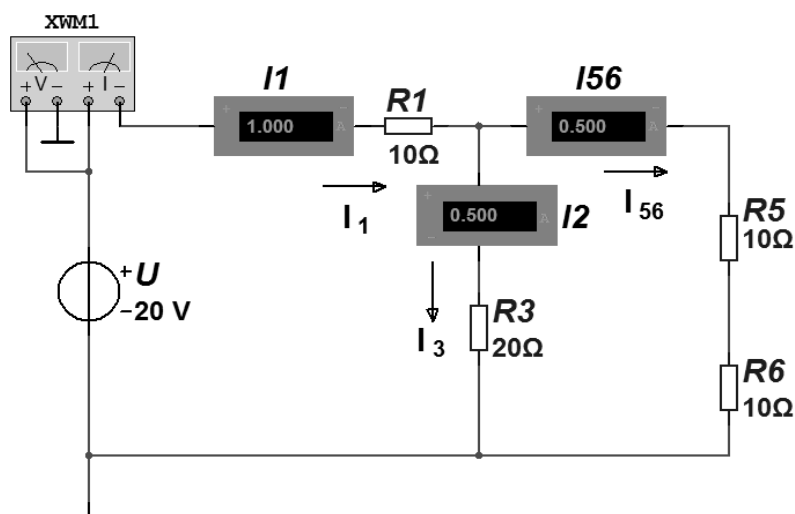 XWM1
+ V − + I −
I1
+ −
1.000 A
R1
10Ω
I56
+ −
0.500 A
I₁
I₅₆
+
0.500 A
−
I2
R5
10Ω
+ U
− 20 V
I₃
R3
20Ω
R6
10Ω